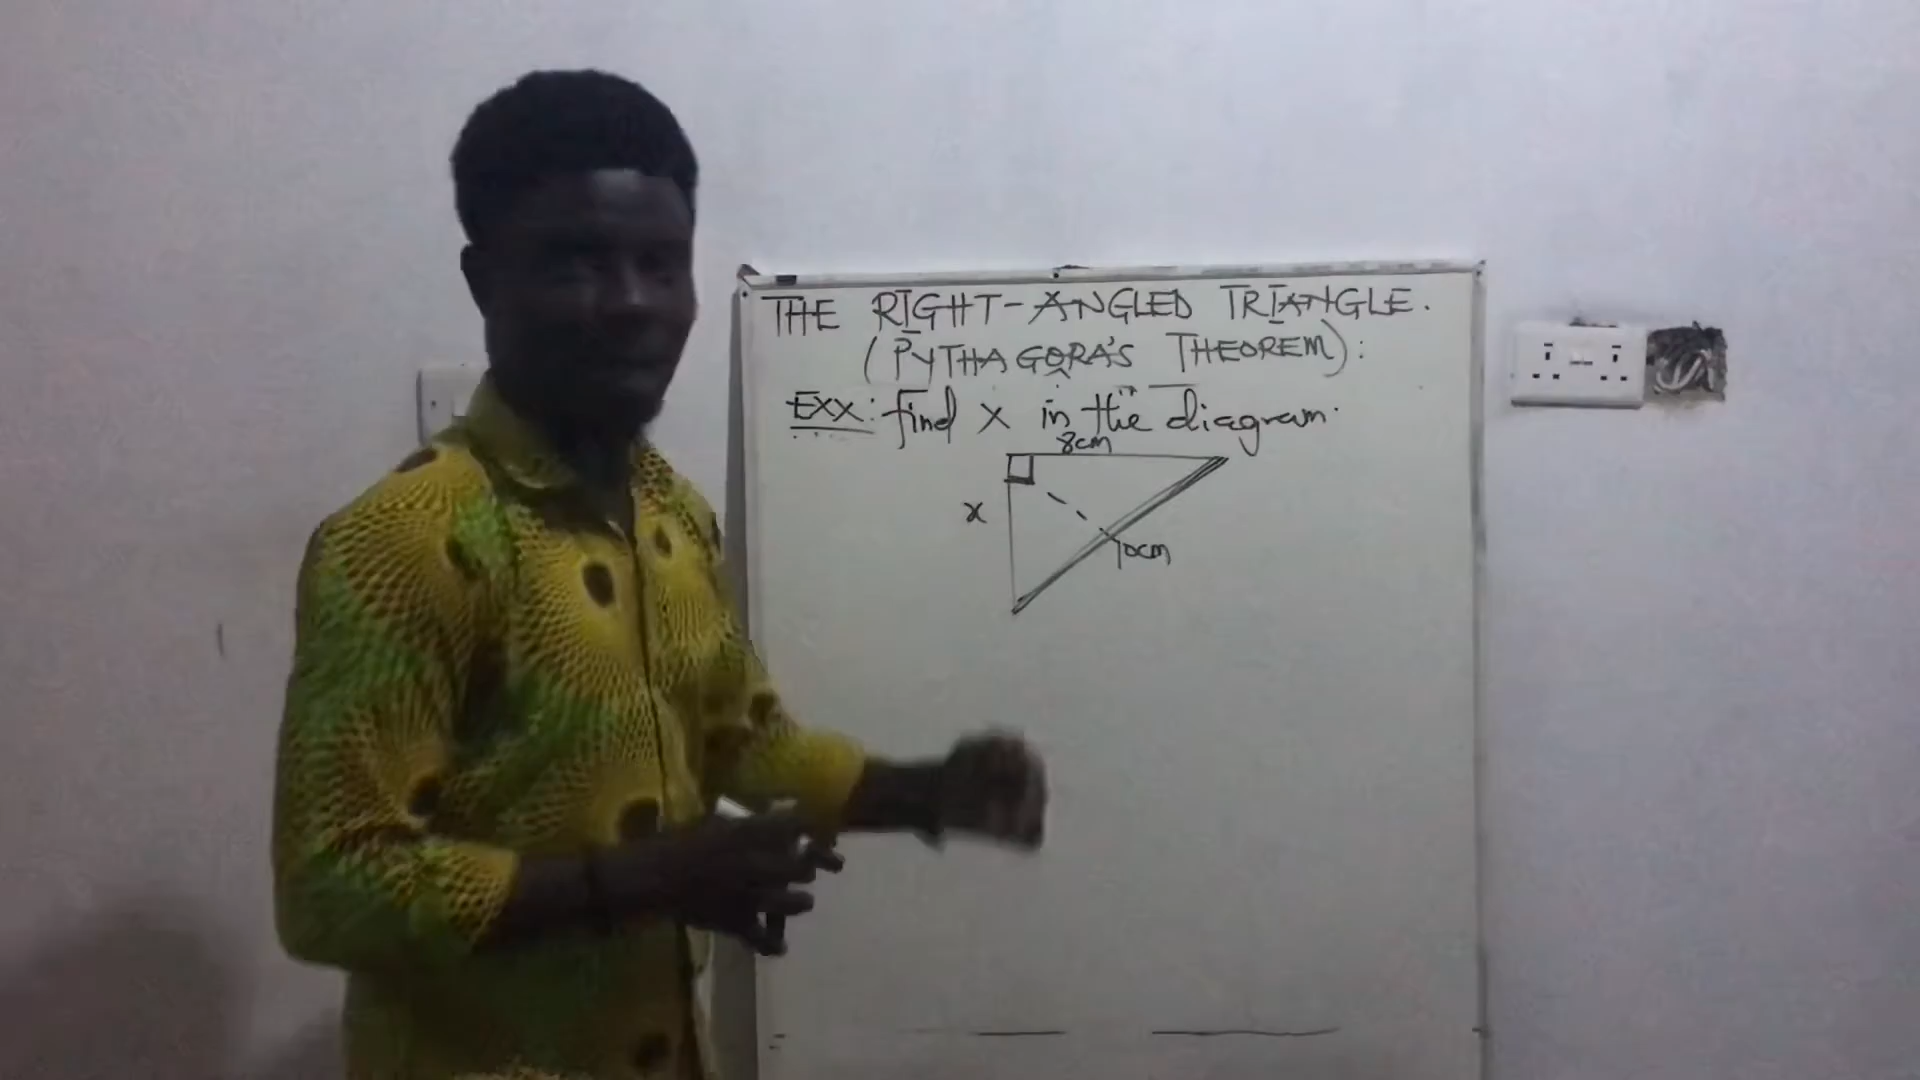 THE RIGHT-ANGLED TRIANGLE.
(PYTHAGORA'S THEOREM):
EXX: find x in the diagram.
8cm
x
10cm